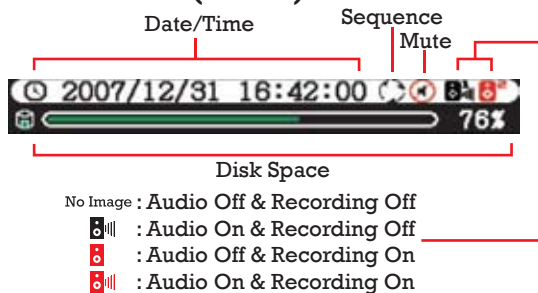 Date/Time
Sequence
Mute
2007/12/31 16:42:00
76%
Disk Space
No Image : Audio Off & Recording Off
: Audio On & Recording Off
: Audio Off & Recording On
: Audio On & Recording On